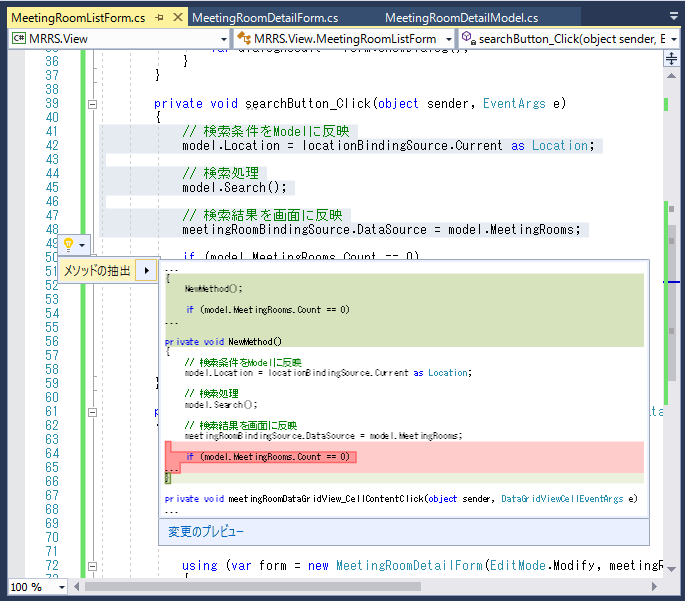 MeetingRoomListForm.cs MeetingRoomDetailForm.cs MeetingRoomDetailModel.cs
C# MRRS.View MRRS.View.MeetingRoomListForm searchButton_Click(object sender, E
36 }
37 }
38
39 private void searchButton_Click(object sender, EventArgs e)
40 {
41 // 検索条件をModelに反映
42 model.Location = locationBindingSource.Current as Location;
43
44 // 検索処理
45 model.Search();
46
47 // 検索結果を画面に反映
48 meetingRoomBindingSource.DataSource = model.MeetingRooms;
49
50 if (model.MeetingRooms.Count == 0)
51
メソッドの抽出
52
53
54
55
56
57
58
59
60
61
62
63
64
65
66
67
68
69
70
71
72 using (var form = new MeetingRoomDetailForm(EditMode.Modify, meetingR
...
{
NewMethod();
if (model.MeetingRooms.Count == 0)
...
private void NewMethod()
{
// 検索条件をModelに反映
model.Location = locationBindingSource.Current as Location;
// 検索処理
model.Search();
// 検索結果を画面に反映
meetingRoomBindingSource.DataSource = model.MeetingRooms;
if (model.MeetingRooms.Count == 0)
...
}
private void meetingRoomDataGridView_CellContentClick(object sender, DataGridViewCellEventArgs e)
...
変更のプレビュー
100 %